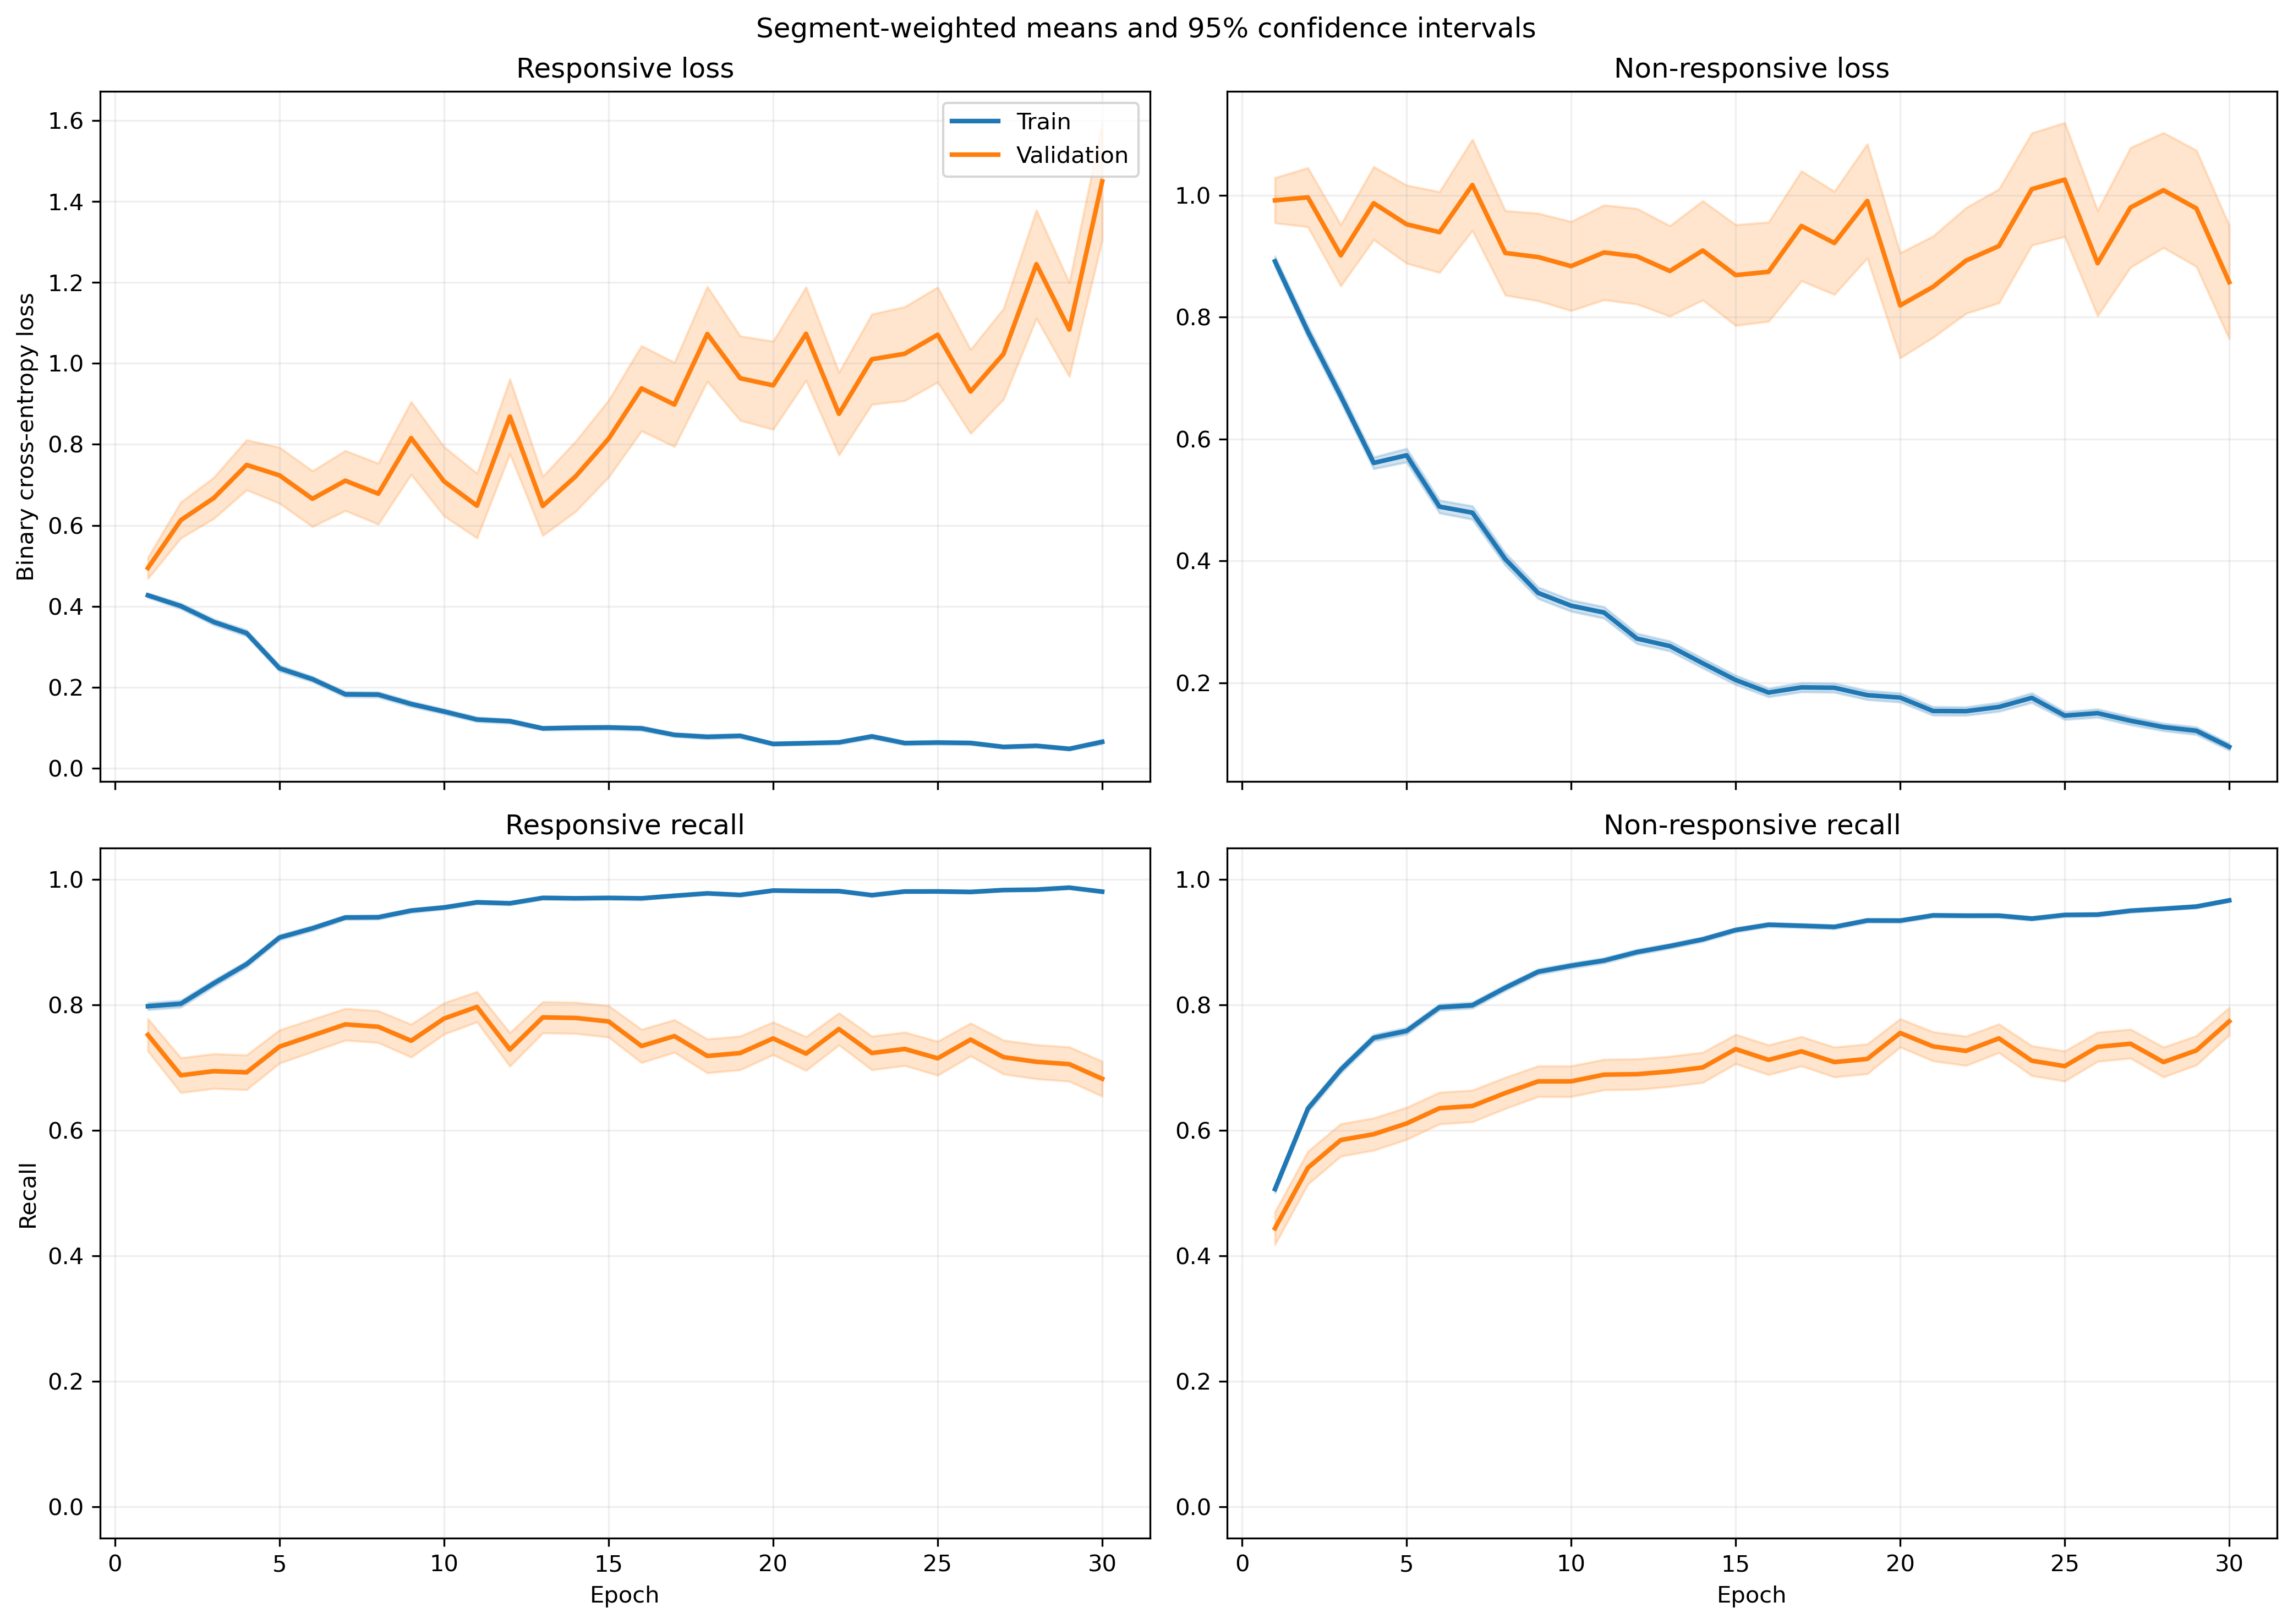 Segment-weighted means and 95% confidence intervals
Responsive loss
Non-responsive loss
Binary cross-entropy loss
1.6
1.4
1.2
1.0
0.8
0.6
0.4
0.2
0.0
Train
Validation
1.0
0.8
0.6
0.4
0.2
Responsive recall
Non-responsive recall
Recall
1.0
0.8
0.6
0.4
0.2
0.0
0 5 10 15 20 25 30
Epoch
1.0
0.8
0.6
0.4
0.2
0.0
0 5 10 15 20 25 30
Epoch